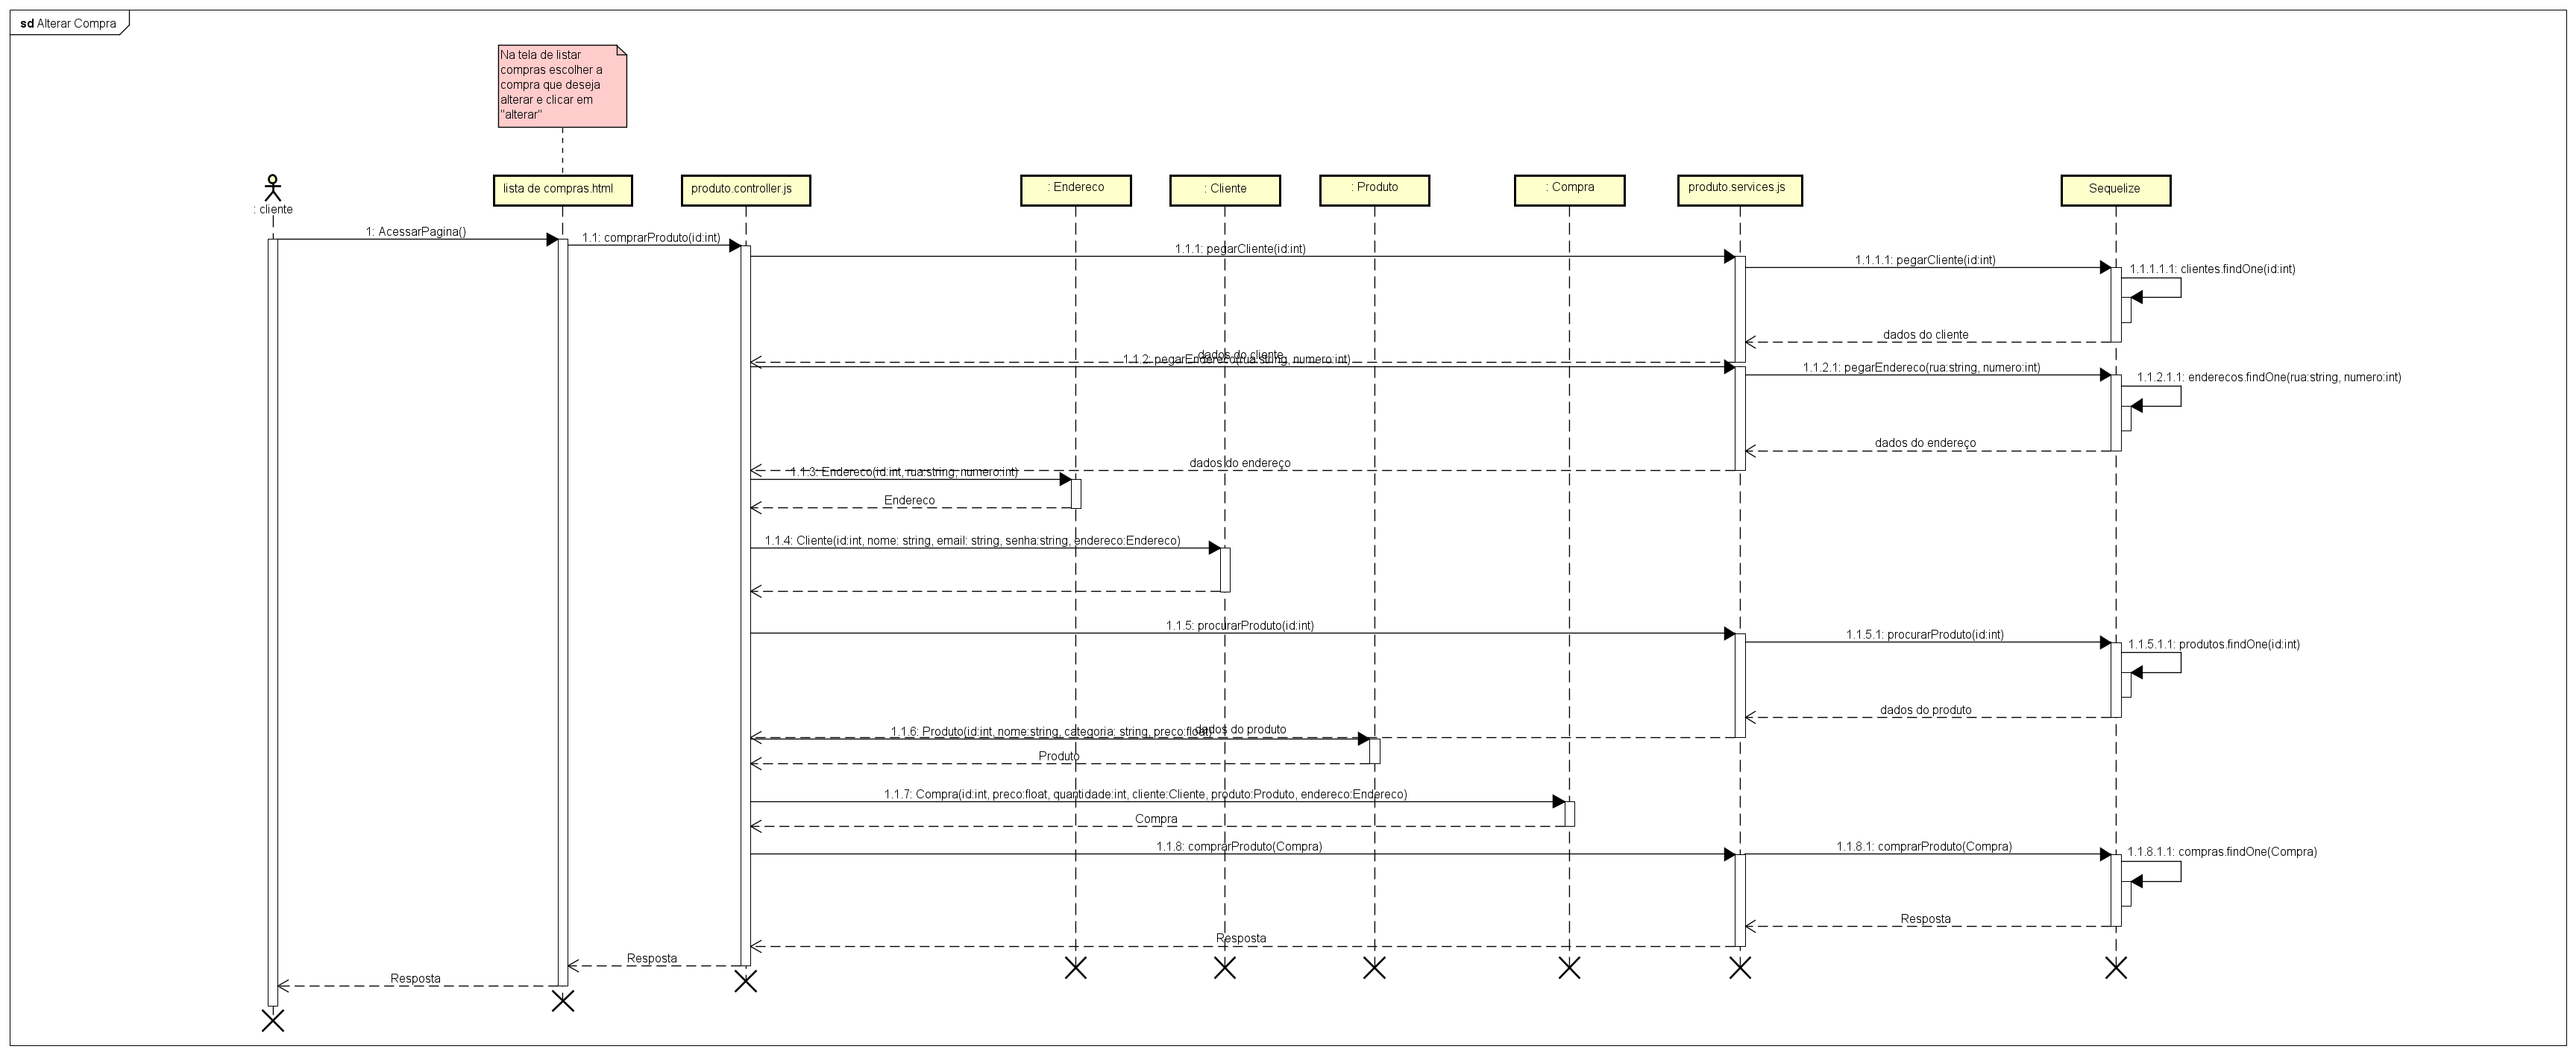 sd Alterar Compra
Na tela de listar
compras escolher a
compra que deseja
alterar e clicar em
"alterar"
: cliente
lista de compras.html
produto.controller.js
: Endereco
: Cliente
: Produto
: Compra
produto.services.js
Sequelize
1: AcessarPagina()
1.1: comprarProduto(id:int)
1.1.1: pegarCliente(id:int)
1.1.1.1: pegarCliente(id:int)
1.1.1.1.1: clientes.findOne(id:int)
dados do cliente
dados do cliente
1.1.2: pegarEndereco(rua:string, numero:int)
1.1.2.1: pegarEndereco(rua:string, numero:int)
1.1.2.1.1: enderecos.findOne(rua:string, numero:int)
dados do endereço
dados do endereço
1.1.3: Endereco(id:int, rua:string, numero:int)
Endereco
1.1.4: Cliente(id:int, nome: string, email: string, senha:string, endereco:Endereco)
1.1.5: procurarProduto(id:int)
1.1.5.1: procurarProduto(id:int)
1.1.5.1.1: produtos.findOne(id:int)
dados do produto
dados do produto
1.1.6: Produto(id:int, nome:string, categoria: string, preco:float)
Produto
1.1.7: Compra(id:int, preco:float, quantidade:int, cliente:Cliente, produto:Produto, endereco:Endereco)
Compra
1.1.8: comprarProduto(Compra)
1.1.8.1: comprarProduto(Compra)
1.1.8.1.1: compras.findOne(Compra)
Resposta
Resposta
Resposta
Resposta